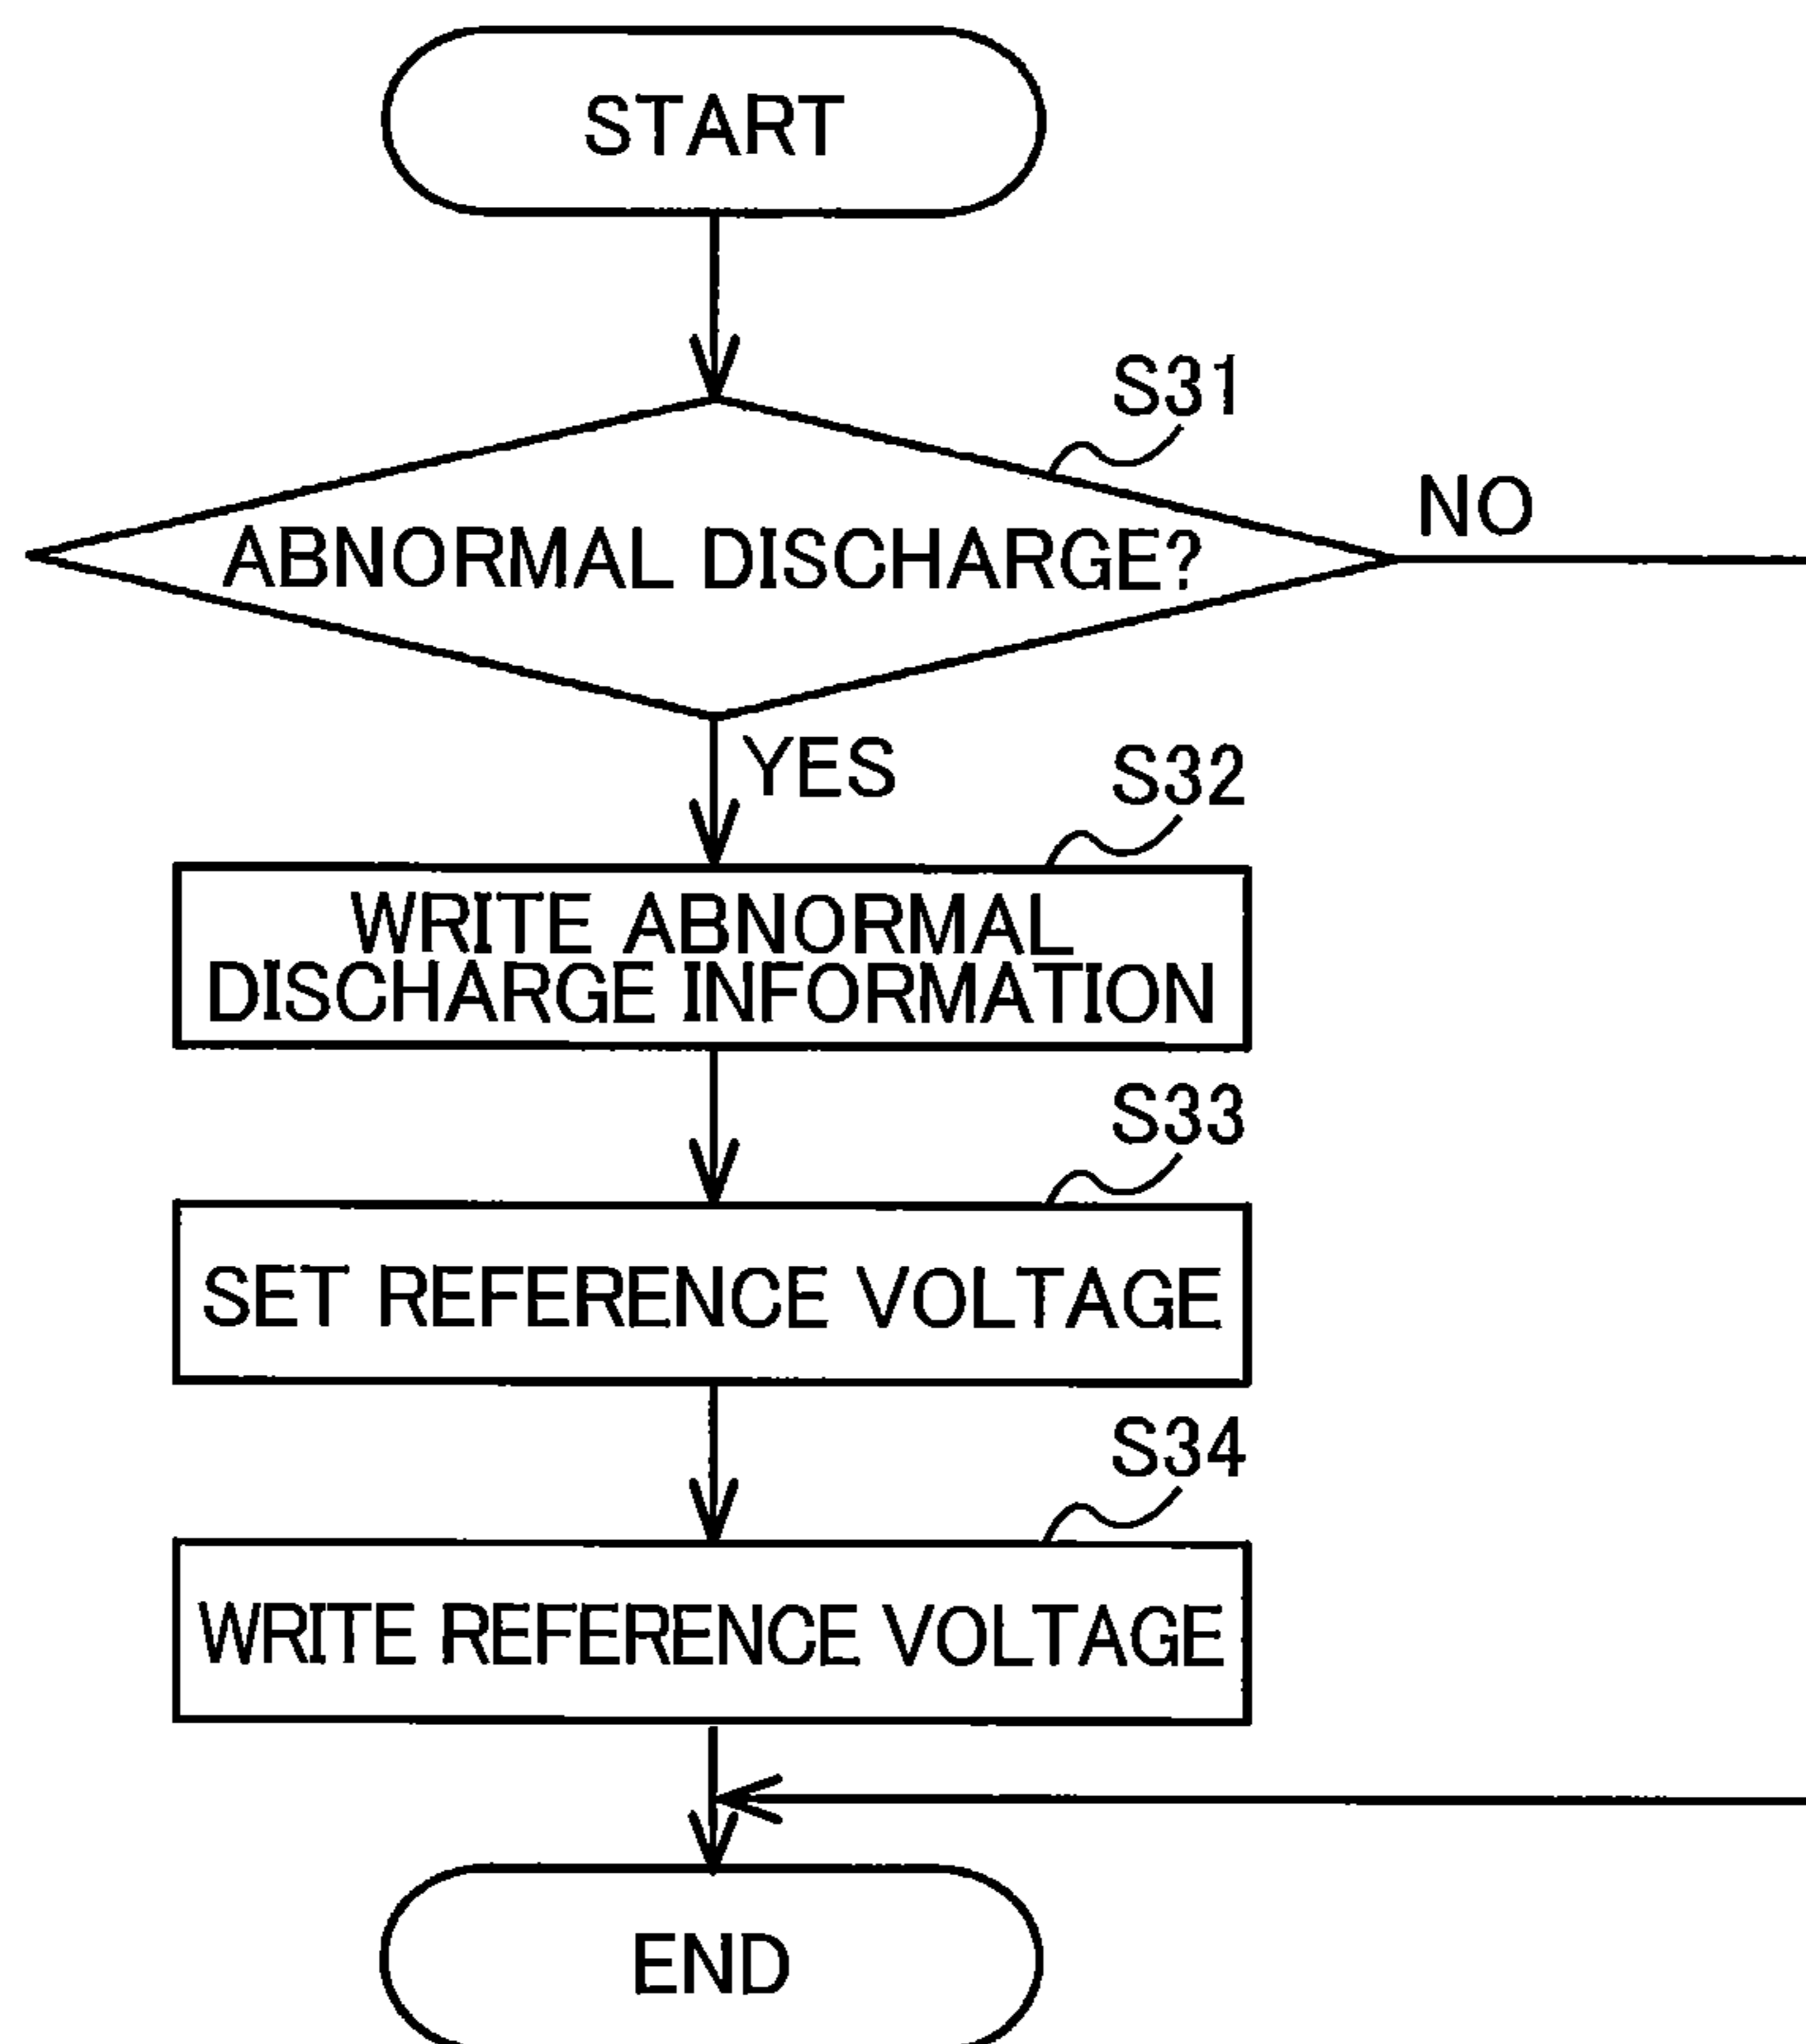 START
S31
NO
ABNORMAL DISCHARGE?
YES
S32
WRITE ABNORMAL
DISCHARGE INFORMATION
S33
SET REFERENCE VOLTAGE
S34
WRITE REFERENCE VOLTAGE
END